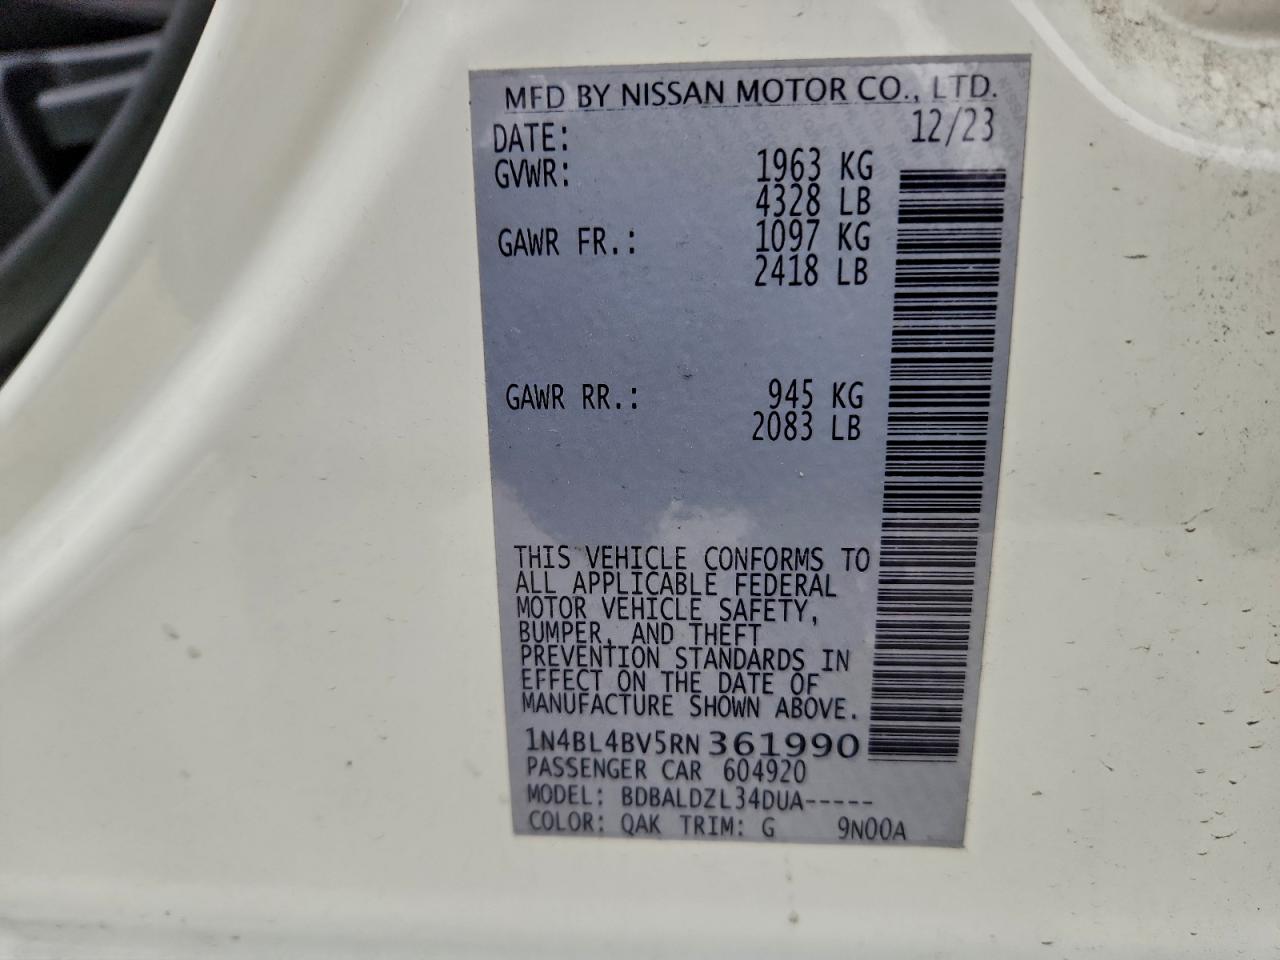 MFD BY NISSAN MOTOR CO., LTD.
DATE: 12/23
GVWR: 1963 KG
4328 LB
GAWR FR.: 1097 KG
2418 LB
GAWR RR.: 945 KG
2083 LB
THIS VEHICLE CONFORMS TO
ALL APPLICABLE FEDERAL
MOTOR VEHICLE SAFETY,
BUMPER, AND THEFT
PREVENTION STANDARDS IN
EFFECT ON THE DATE OF
MANUFACTURE SHOWN ABOVE.
1N4BL4BV5RN361990
PASSENGER CAR 604920
MODEL: BDBALDZL34DUA-----
COLOR: QAK TRIM: G 9N00A